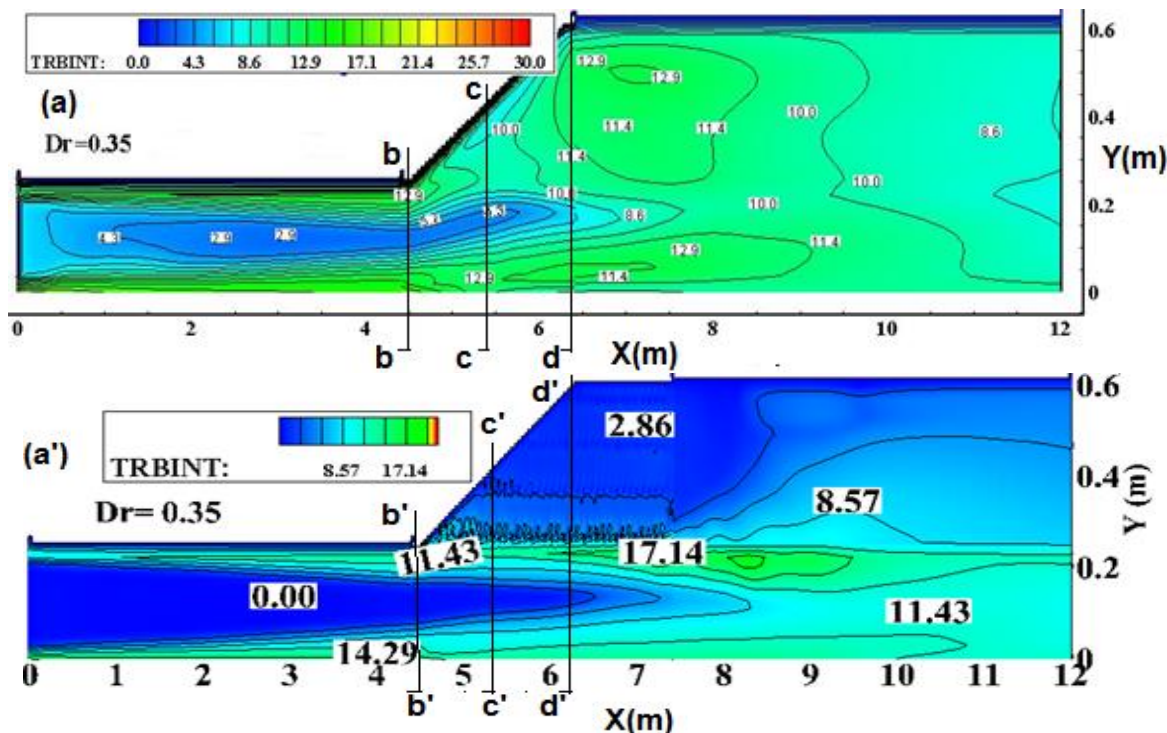 TRBINT: 0.0 4.3 8.6 12.9 17.1 21.4 25.7 30.0
(a)
Dr=0.35
b
c
d
12.9
12.9
10.0
11.4
11.4
11.4
10.0
8.6
12.9
10.0
5.3
8.6
10.0
10.0
4.3
2.9
2.9
12.9
11.4
12.9
11.4
0.6
0.4
Y(m)
0.2
0
0 2 4 6 8 10 12
b c d X(m)
(a')
TRBINT: 8.57 17.14
Dr= 0.35
b'
c'
d'
2.86
11.43
17.14
8.57
0.00
11.43
14.29
0.6
0.4
Y (m)
0.2
0
0 1 2 3 4 5 6 7 8 9 10 11 12
b' c' d' X(m)